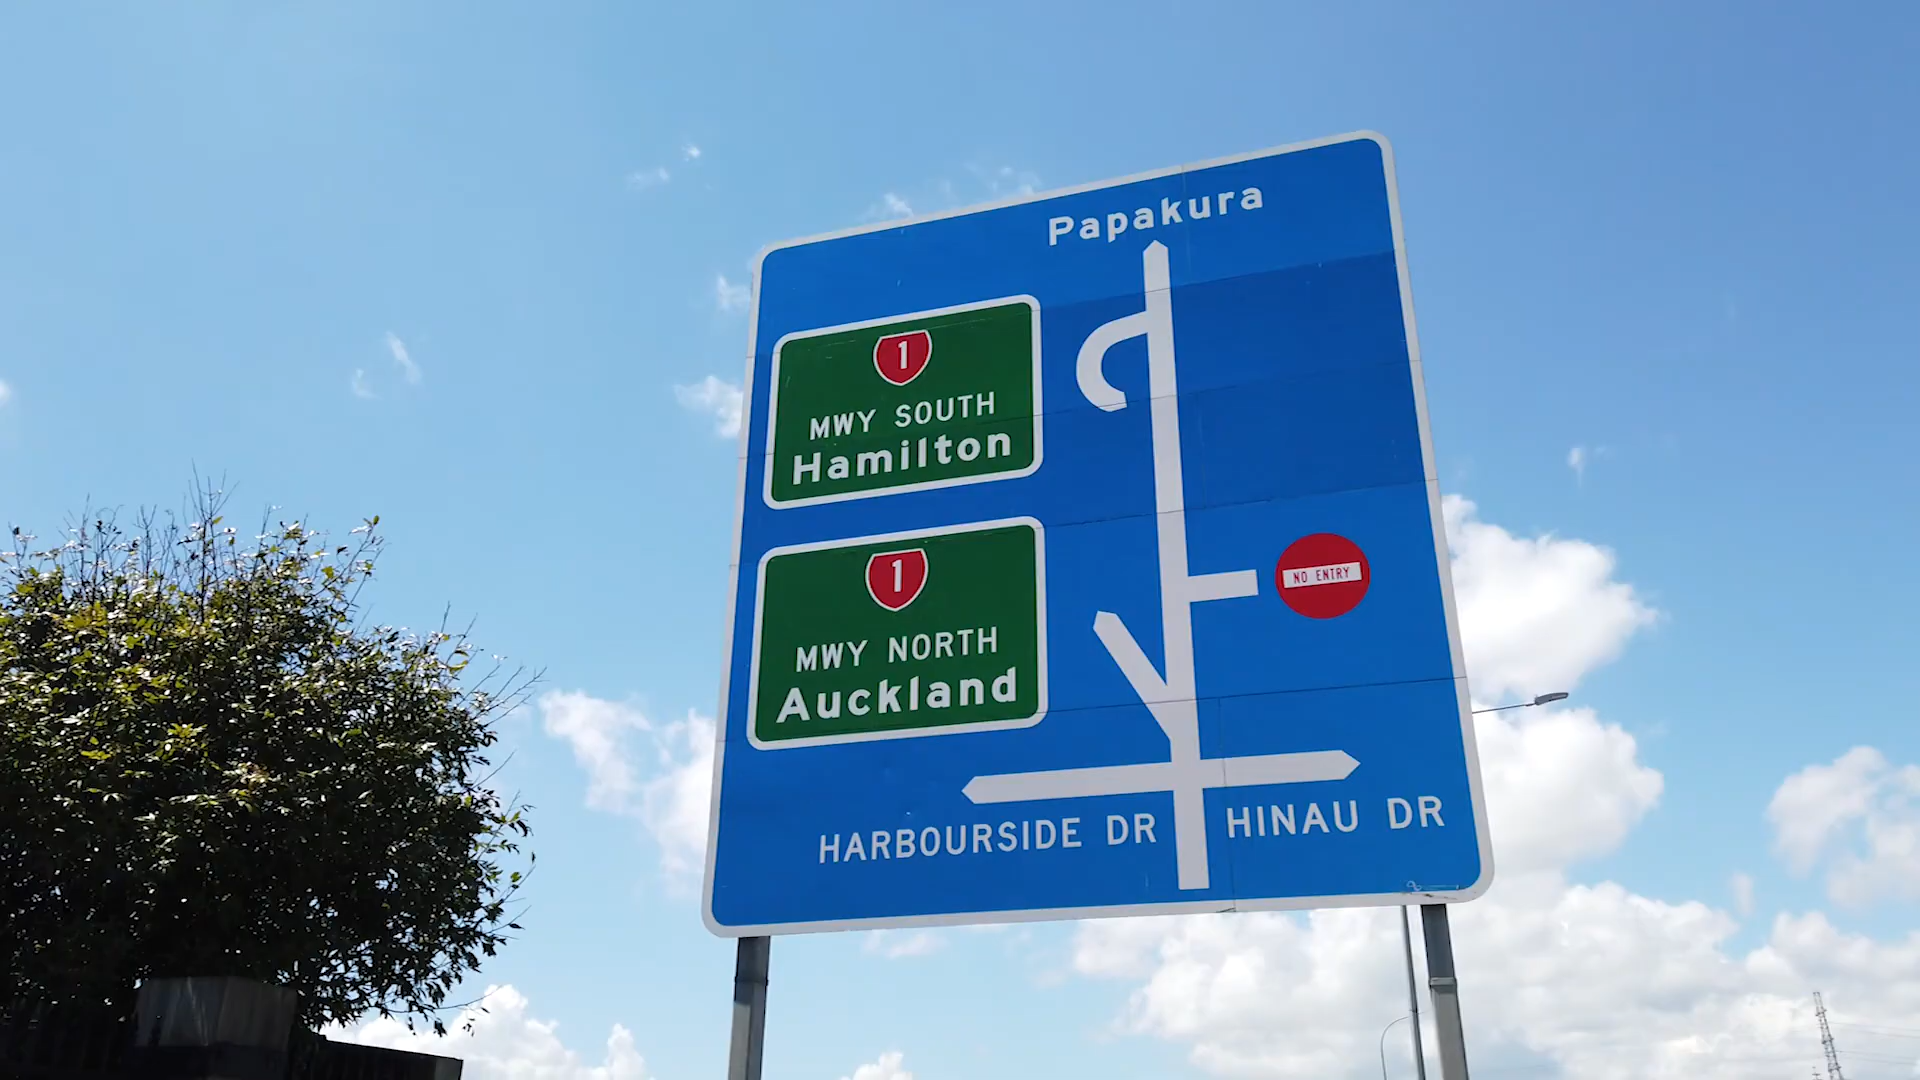 Papakura
1
MWY SOUTH
Hamilton
1
MWY NORTH
Auckland
NO ENTRY
HARBOURSIDE DR
HINAU DR